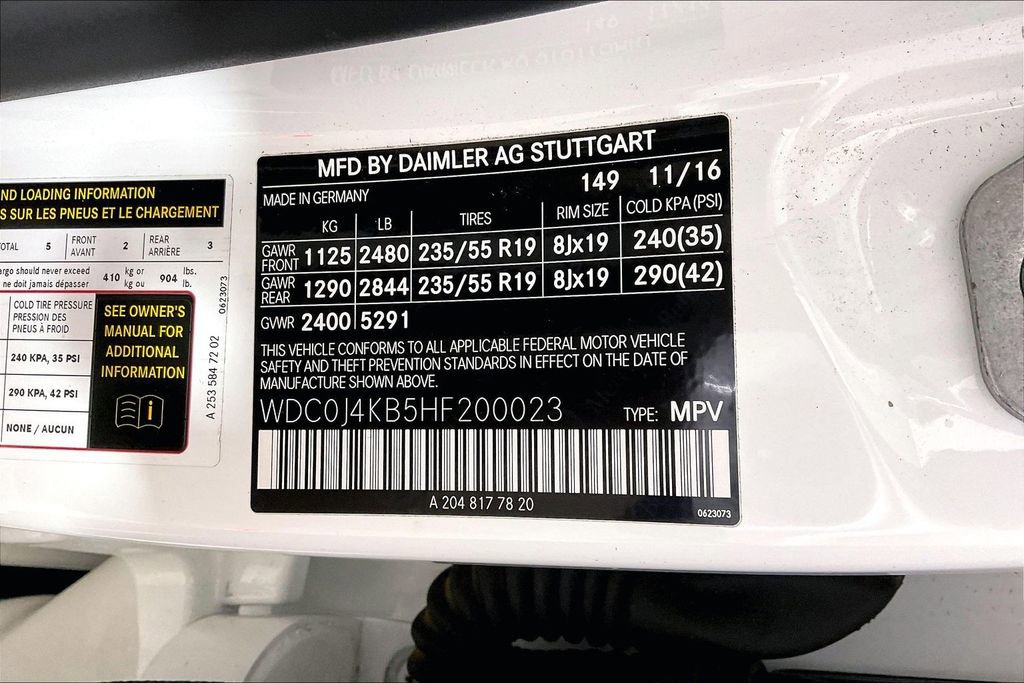 ND LOADING INFORMATION
S SUR LES PNEUS ET LE CHARGEMENT
OTAL 5 FRONT AVANT 2 REAR ARRIÈRE 3
argo should never exceed
ne doit jamais dépasser
410 kg or kg ou 904 lbs. lb.
COLD TIRE PRESSURE
PRESSION DES
PNEUS À FROID
240 KPA, 35 PSI
290 KPA, 42 PSI
NONE / AUCUN
SEE OWNER'S
MANUAL FOR
ADDITIONAL
INFORMATION
i
A 253 584 72 02
0623073
MFD BY DAIMLER AG STUTTGART
MADE IN GERMANY 149 11/16
KG LB TIRES RIM SIZE COLD KPA (PSI)
GAWR FRONT 1125 2480 235/55 R19 8Jx19 240(35)
GAWR REAR 1290 2844 235/55 R19 8Jx19 290(42)
GVWR 2400 5291
THIS VEHICLE CONFORMS TO ALL APPLICABLE FEDERAL MOTOR VEHICLE
SAFETY AND THEFT PREVENTION STANDARDS IN EFFECT ON THE DATE OF
MANUFACTURE SHOWN ABOVE.
WDC0J4KB5HF200023 TYPE: MPV
A 204 817 78 20
0623073